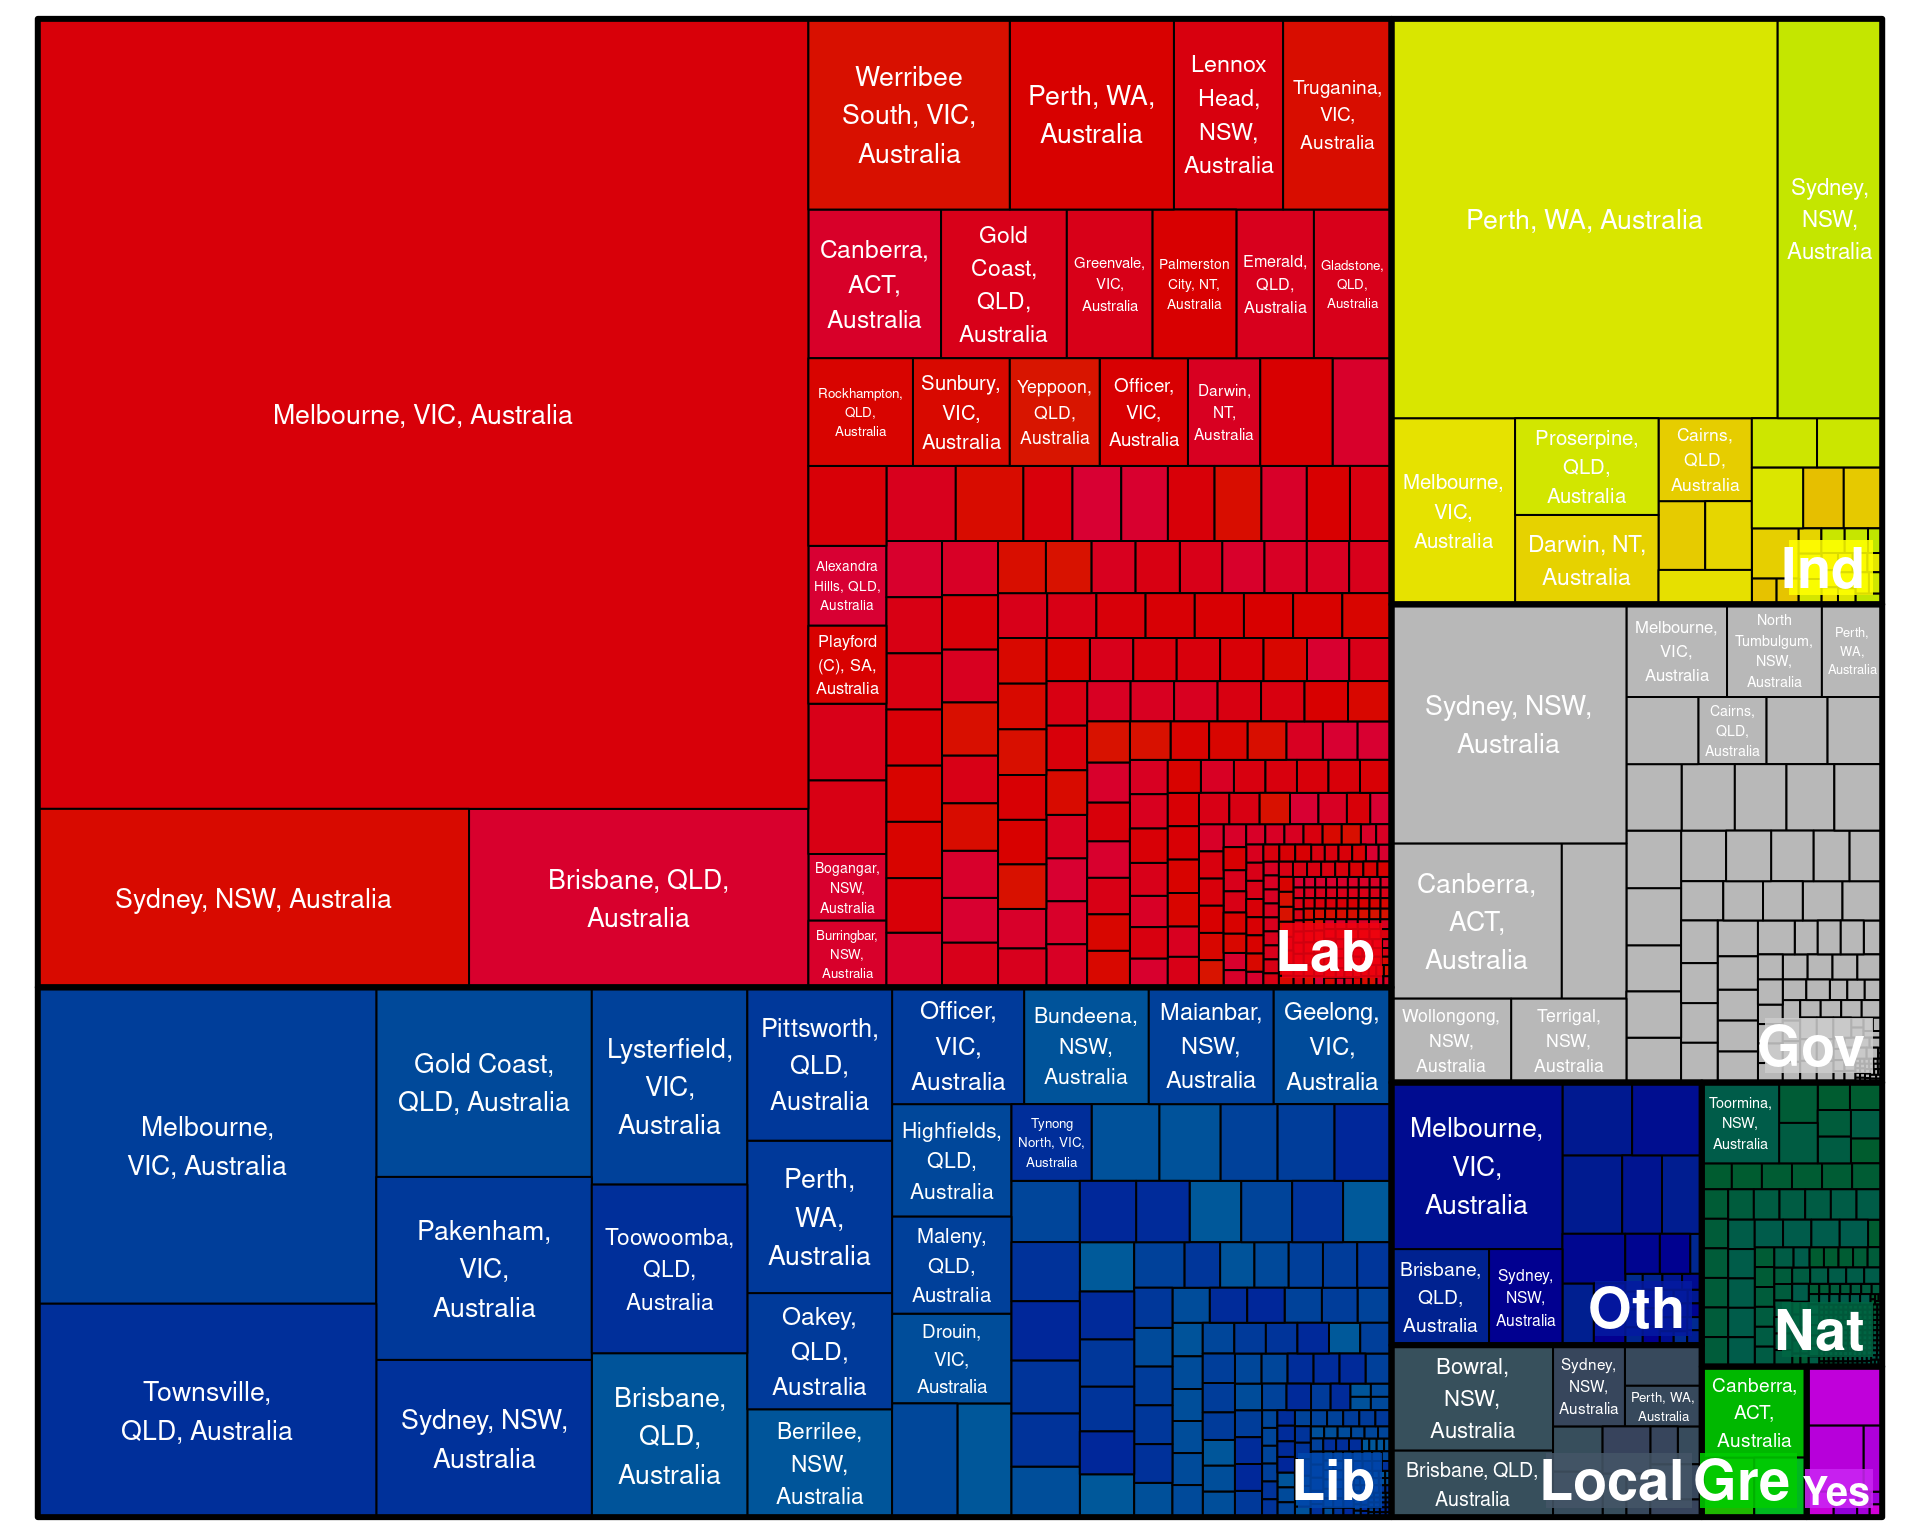 Melbourne, VIC, Australia
Sydney, NSW, Australia
Brisbane, QLD,
Australia
Werribee
South, VIC,
Australia
Perth, WA,
Australia
Lennox
Head,
NSW,
Australia
Truganina,
VIC,
Australia
Canberra,
ACT,
Australia
Gold
Coast,
QLD,
Australia
Greenvale,
VIC,
Australia
Palmerston
City, NT,
Australia
Emerald,
QLD,
Australia
Gladstone,
QLD,
Australia
Rockhampton,
QLD,
Australia
Sunbury,
VIC,
Australia
Yeppoon,
QLD,
Australia
Officer,
VIC,
Australia
Darwin,
NT,
Australia
Alexandra
Hills, QLD,
Australia
Playford
(C), SA,
Australia
Bogangar,
NSW,
Australia
Burringbar,
NSW,
Australia
Lab
Perth, WA, Australia
Sydney,
NSW,
Australia
Melbourne,
VIC,
Australia
Proserpine,
QLD,
Australia
Darwin, NT,
Australia
Cairns,
QLD,
Australia
Ind
Sydney, NSW,
Australia
Melbourne,
VIC,
Australia
North
Tumbulgum,
NSW,
Australia
Perth,
WA,
Australia
Cairns,
QLD,
Australia
Canberra,
ACT,
Australia
Wollongong,
NSW,
Australia
Terrigal,
NSW,
Australia
Gov
Melbourne,
VIC, Australia
Townsville,
QLD, Australia
Gold Coast,
QLD, Australia
Pakenham,
VIC,
Australia
Sydney, NSW,
Australia
Lysterfield,
VIC,
Australia
Toowoomba,
QLD,
Australia
Brisbane,
QLD,
Australia
Pittsworth,
QLD,
Australia
Perth,
WA,
Australia
Oakey,
QLD,
Australia
Berrilee,
NSW,
Australia
Officer,
VIC,
Australia
Bundeena,
NSW,
Australia
Maianbar,
NSW,
Australia
Geelong,
VIC,
Australia
Highfields,
QLD,
Australia
Tynong
North, VIC,
Australia
Maleny,
QLD,
Australia
Drouin,
VIC,
Australia
Lib
Melbourne,
VIC,
Australia
Brisbane,
QLD,
Australia
Sydney,
NSW,
Australia
Oth
Toormina,
NSW,
Australia
Nat
Bowral,
NSW,
Australia
Brisbane, QLD,
Australia
Sydney,
NSW,
Australia
Perth, WA,
Australia
Local
Canberra,
ACT,
Australia
Gre
Yes